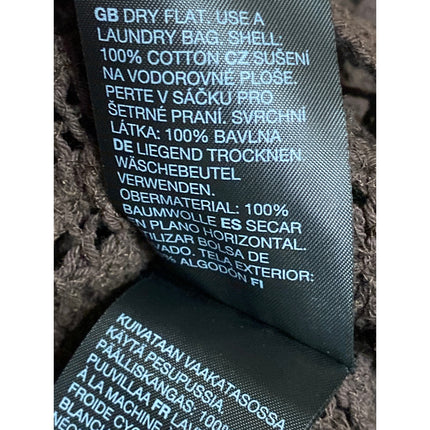 GB DRY FLAT. USE A
LAUNDRY BAG. SHELL:
100% COTTON CZ SUŠENÍ
NA VODOROVNÉ PLOŠE.
PERTE V SÁČKU PRO
ŠETRNÉ PRANÍ. SVRCHNÍ
LÁTKA: 100% BAVLNA
DE LIEGEND TROCKNEN.
WÄSCHEBEUTEL
VERWENDEN.
OBERMATERIAL: 100%
BAUMWOLLE ES SECAR
EN PLANO HORIZONTAL.
UTILIZAR BOLSA DE
LAVADO. TELA EXTERIOR:
% ALGODÓN FI
KUIVATAAN VAAKATASOSSA
KÄYTÄ PESUPUSSIA
PÄÄLLISKANGAS: 100%
PUUVILLAA FR LAV
À LA MACHINE
FROIDE CY
BLANC